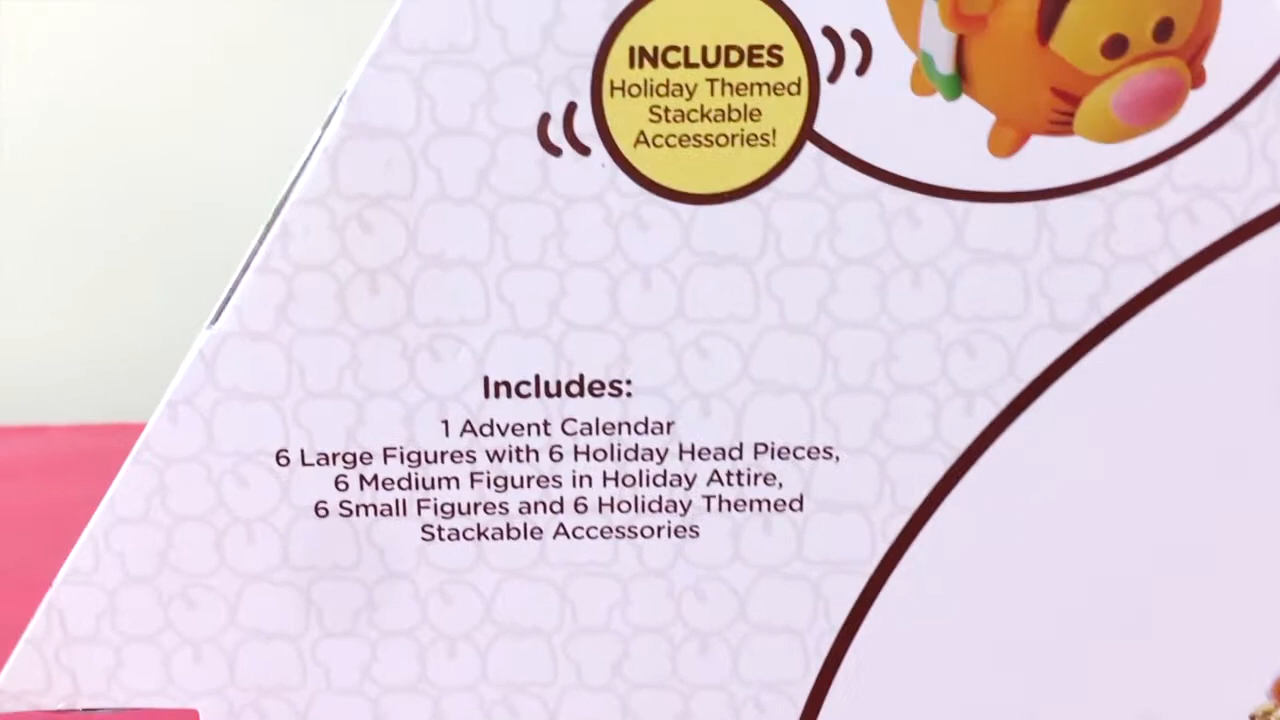 INCLUDES
Holiday Themed
Stackable
Accessories!
Includes:
1 Advent Calendar
6 Large Figures with 6 Holiday Head Pieces,
6 Medium Figures in Holiday Attire,
6 Small Figures and 6 Holiday Themed
Stackable Accessories